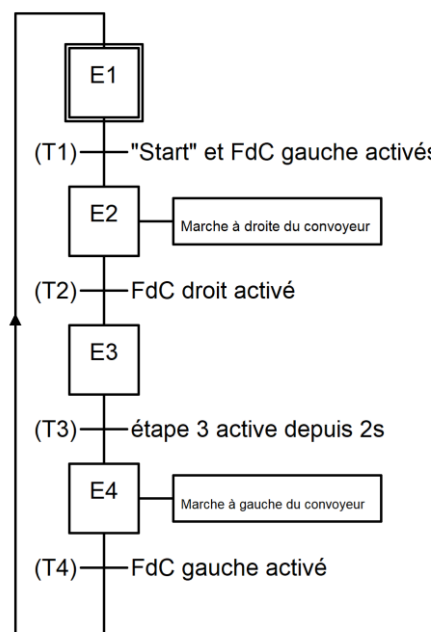 E1
(T1) "Start" et FdC gauche activés
E2
Marche à droite du convoyeur
(T2) FdC droit activé
E3
(T3) étape 3 active depuis 2s
E4
Marche à gauche du convoyeur
(T4) FdC gauche activé